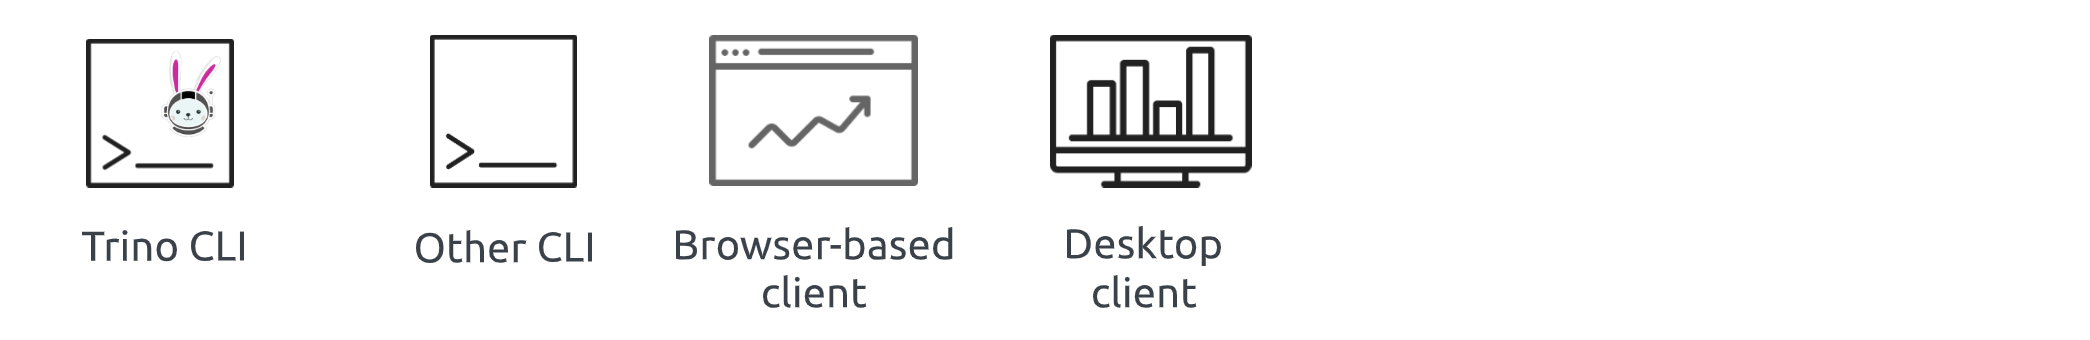 Trino CLI
Other CLI
Browser-based
client
Desktop
client